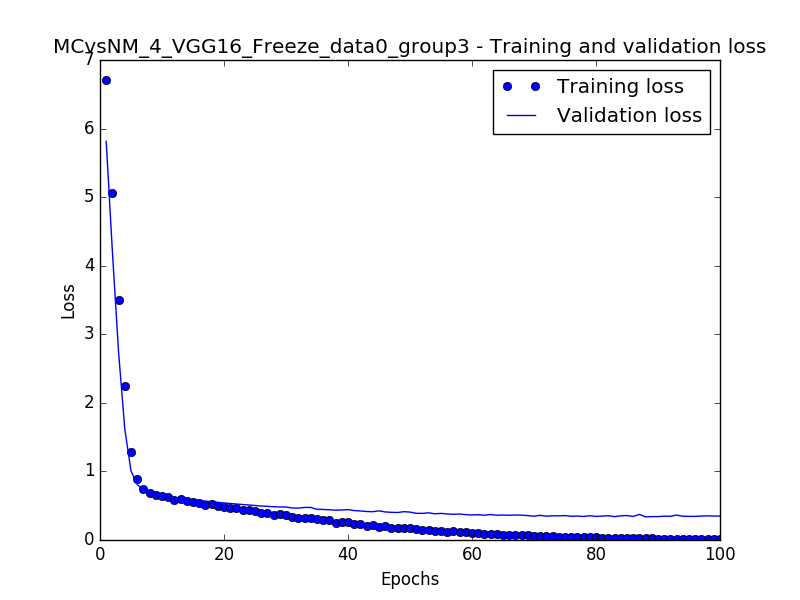 MCvsNM_4_VGG16_Freeze_data0_group3 - Training and validation loss
Training loss
Validation loss
7
6
5
4
3
2
1
0
Loss
0 20 40 60 80 100
Epochs